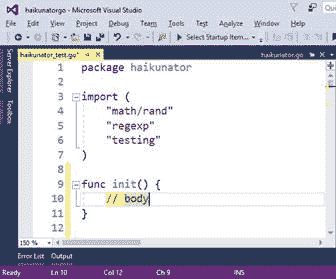 haikunatorgo - Microsoft Visual Studio
File Edit View Project Debug Team Tools Test Analyze Window Help
Select Startup Item...
Server Explorer
Toolbox
haikunator_test.go*
haikunator.go
1 package haikunator
2
3 import (
4 "math/rand"
5 "regexp"
6 "testing"
7 )
8
9 func init() {
10 // body
11 }
150 %
Error List Output
Ready Ln 10 Col 12 Ch 9 INS